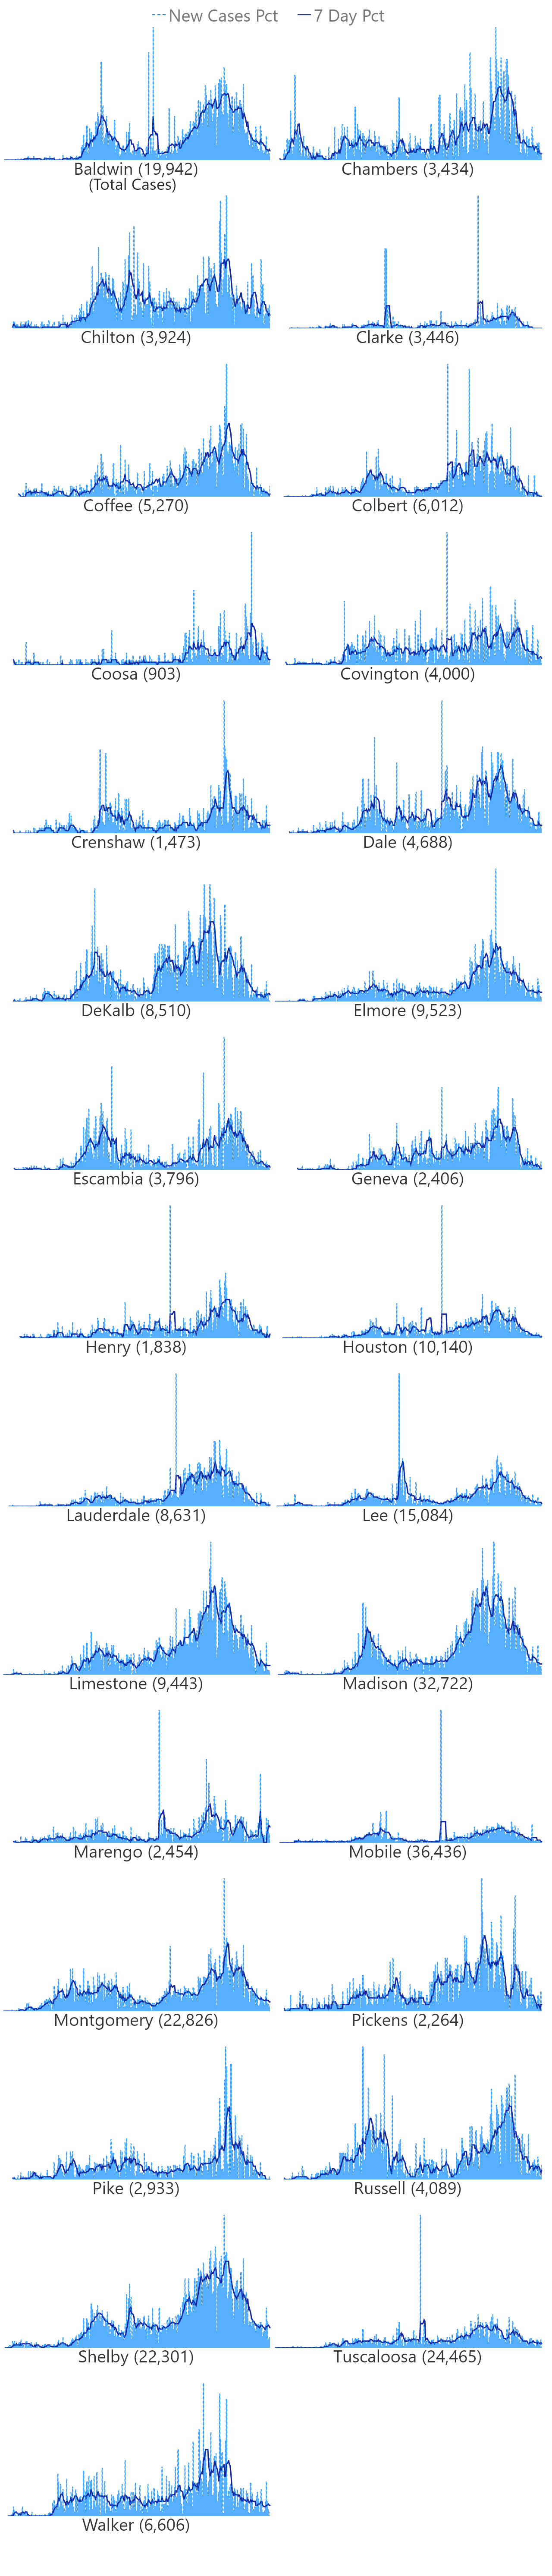 New Cases Pct 7 Day Pct
Baldwin (19,942)
(Total Cases)
Chambers (3,434)
Chilton (3,924)
Clarke (3,446)
Coffee (5,270)
Colbert (6,012)
Coosa (903)
Covington (4,000)
Crenshaw (1,473)
Dale (4,688)
DeKalb (8,510)
Elmore (9,523)
Escambia (3,796)
Geneva (2,406)
Henry (1,838)
Houston (10,140)
Lauderdale (8,631)
Lee (15,084)
Limestone (9,443)
Madison (32,722)
Marengo (2,454)
Mobile (36,436)
Montgomery (22,826)
Pickens (2,264)
Pike (2,933)
Russell (4,089)
Shelby (22,301)
Tuscaloosa (24,465)
Walker (6,606)